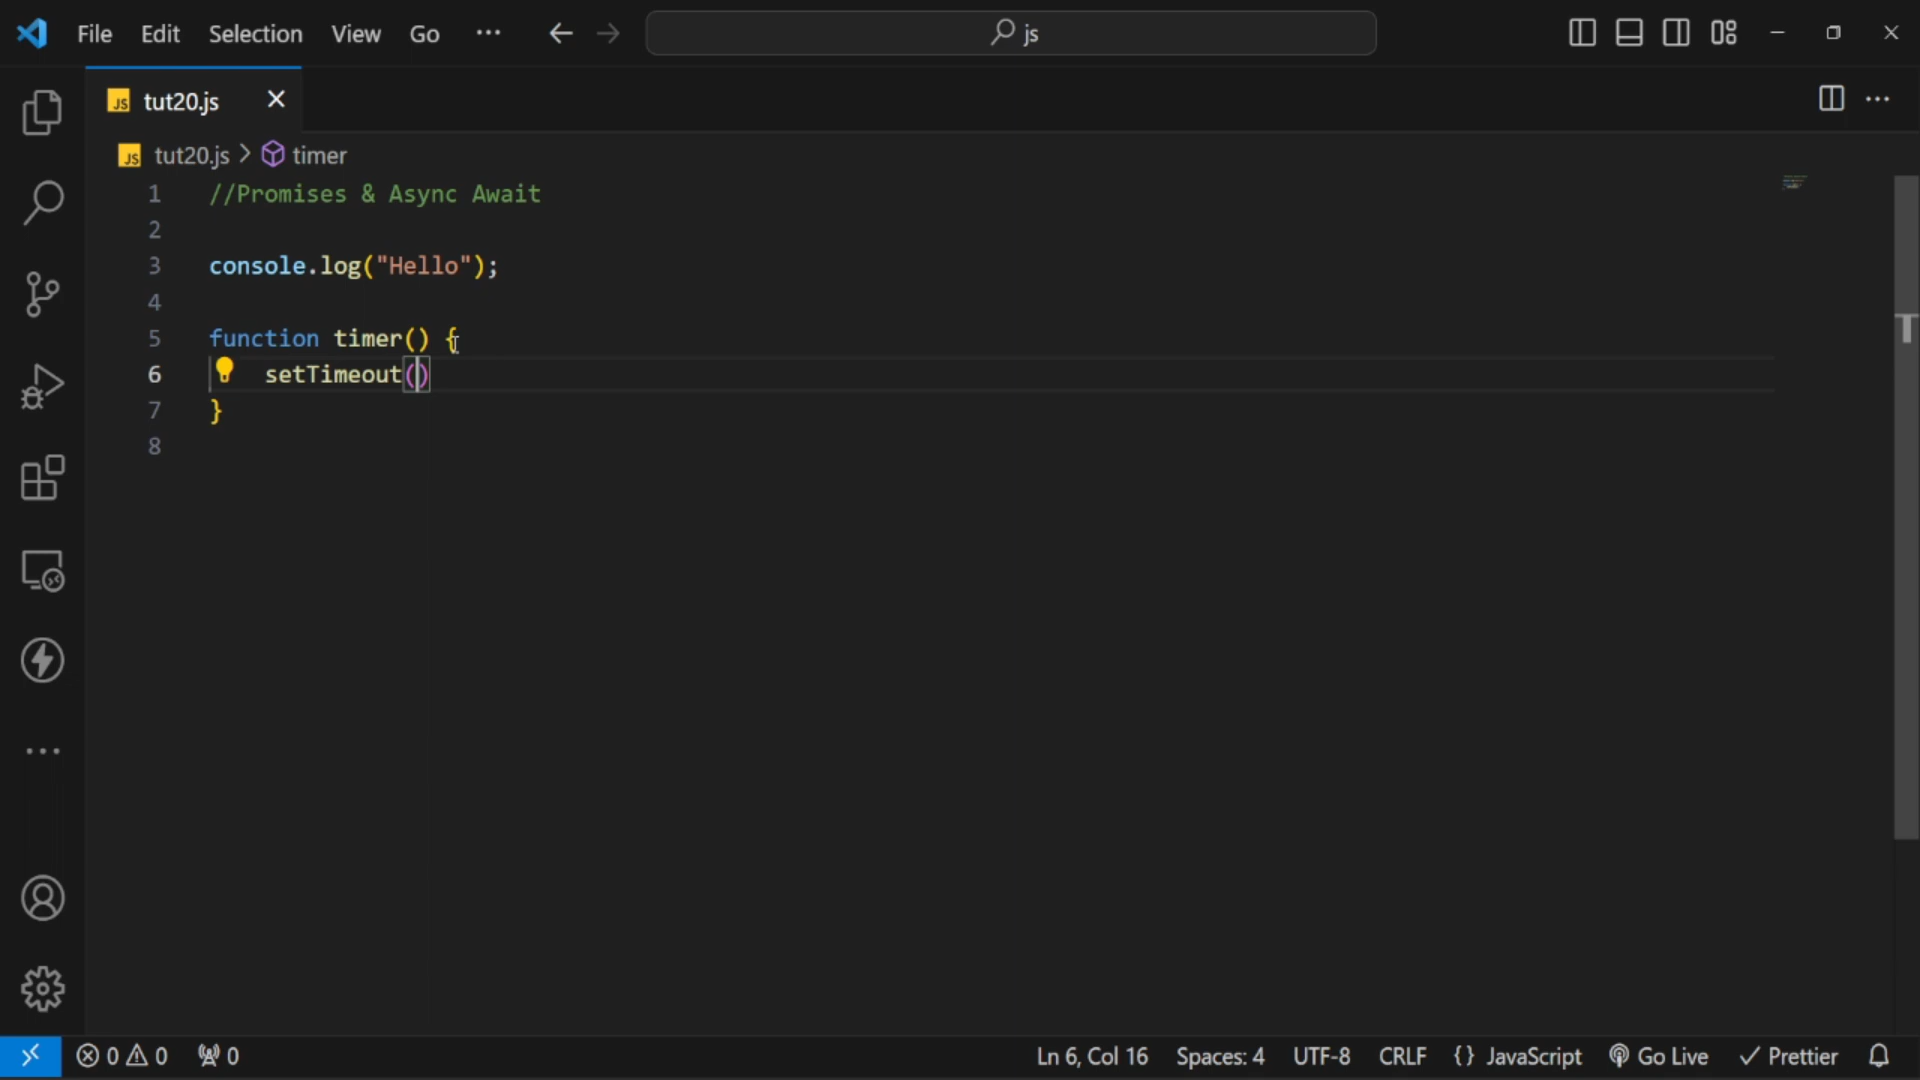 File Edit Selection View Go ··· js
JS tut20.js
JS tut20.js > timer
1 //Promises & Async Await
2
3 console.log("Hello");
4
5 function timer() {
6 setTimeout()
7 }
8
0 0 0 Ln 6, Col 16 Spaces: 4 UTF-8 CRLF {} JavaScript Go Live Prettier